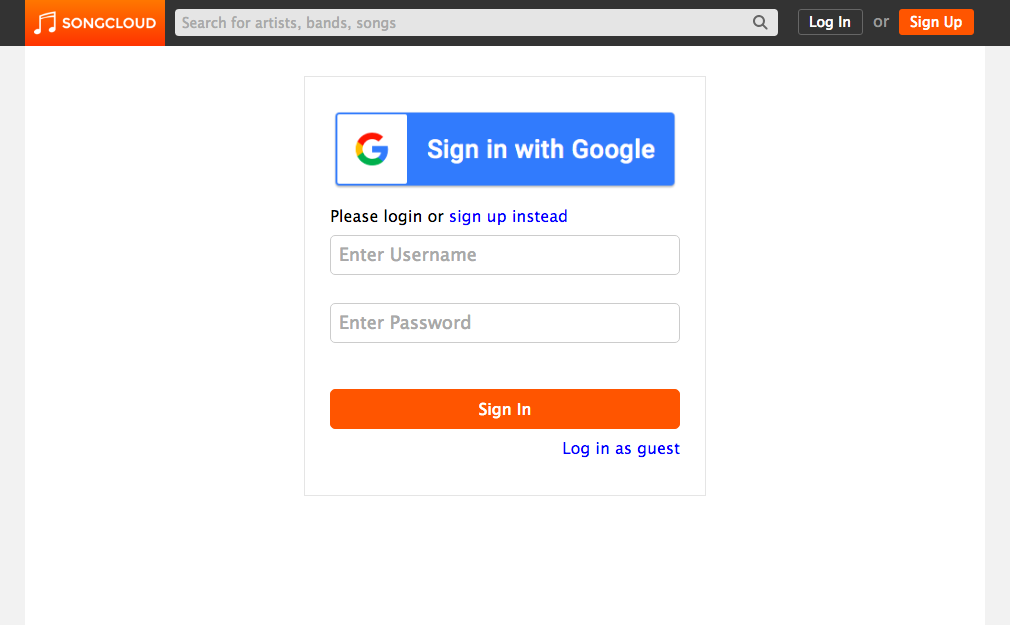 SONGCLOUD
Search for artists, bands, songs
Log In or Sign Up
Sign in with Google
Please login or sign up instead
Enter Username
Enter Password
Sign In
Log in as guest